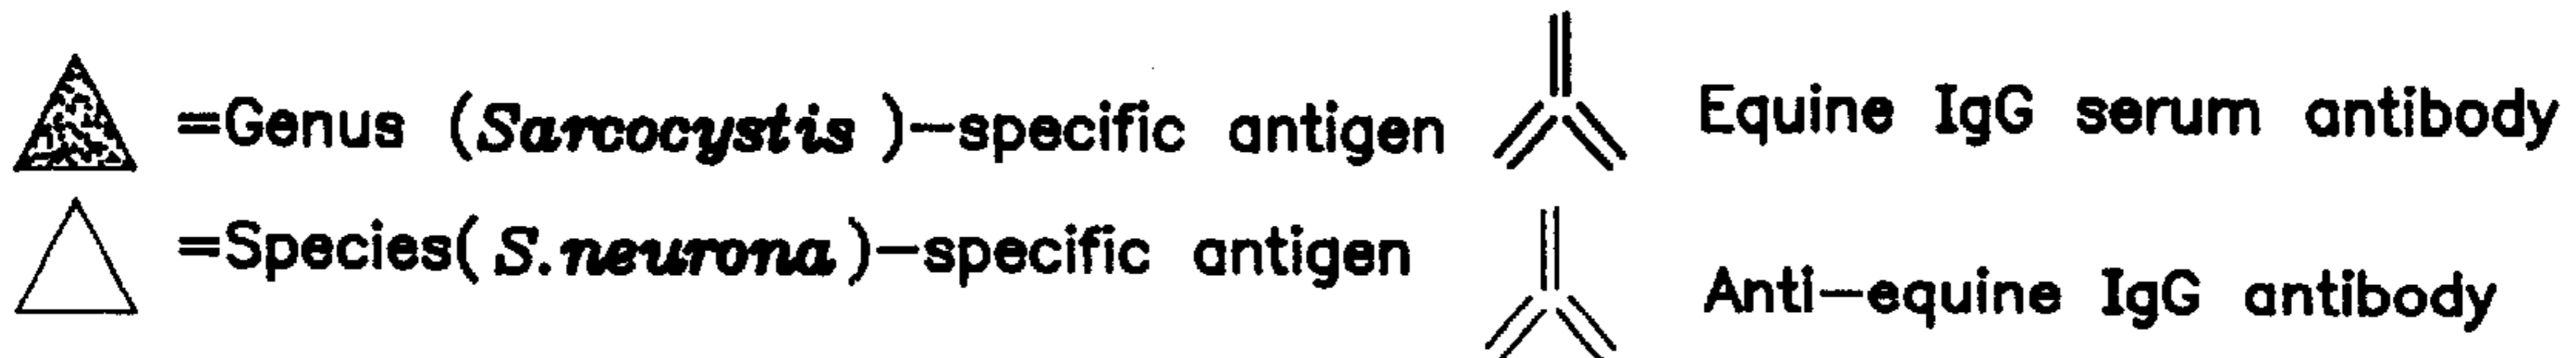 =Genus (Sarcocystis )—specific antigen
Equine IgG serum antibody
=Species( S.neurona )—specific antigen
Anti—equine IgG antibody